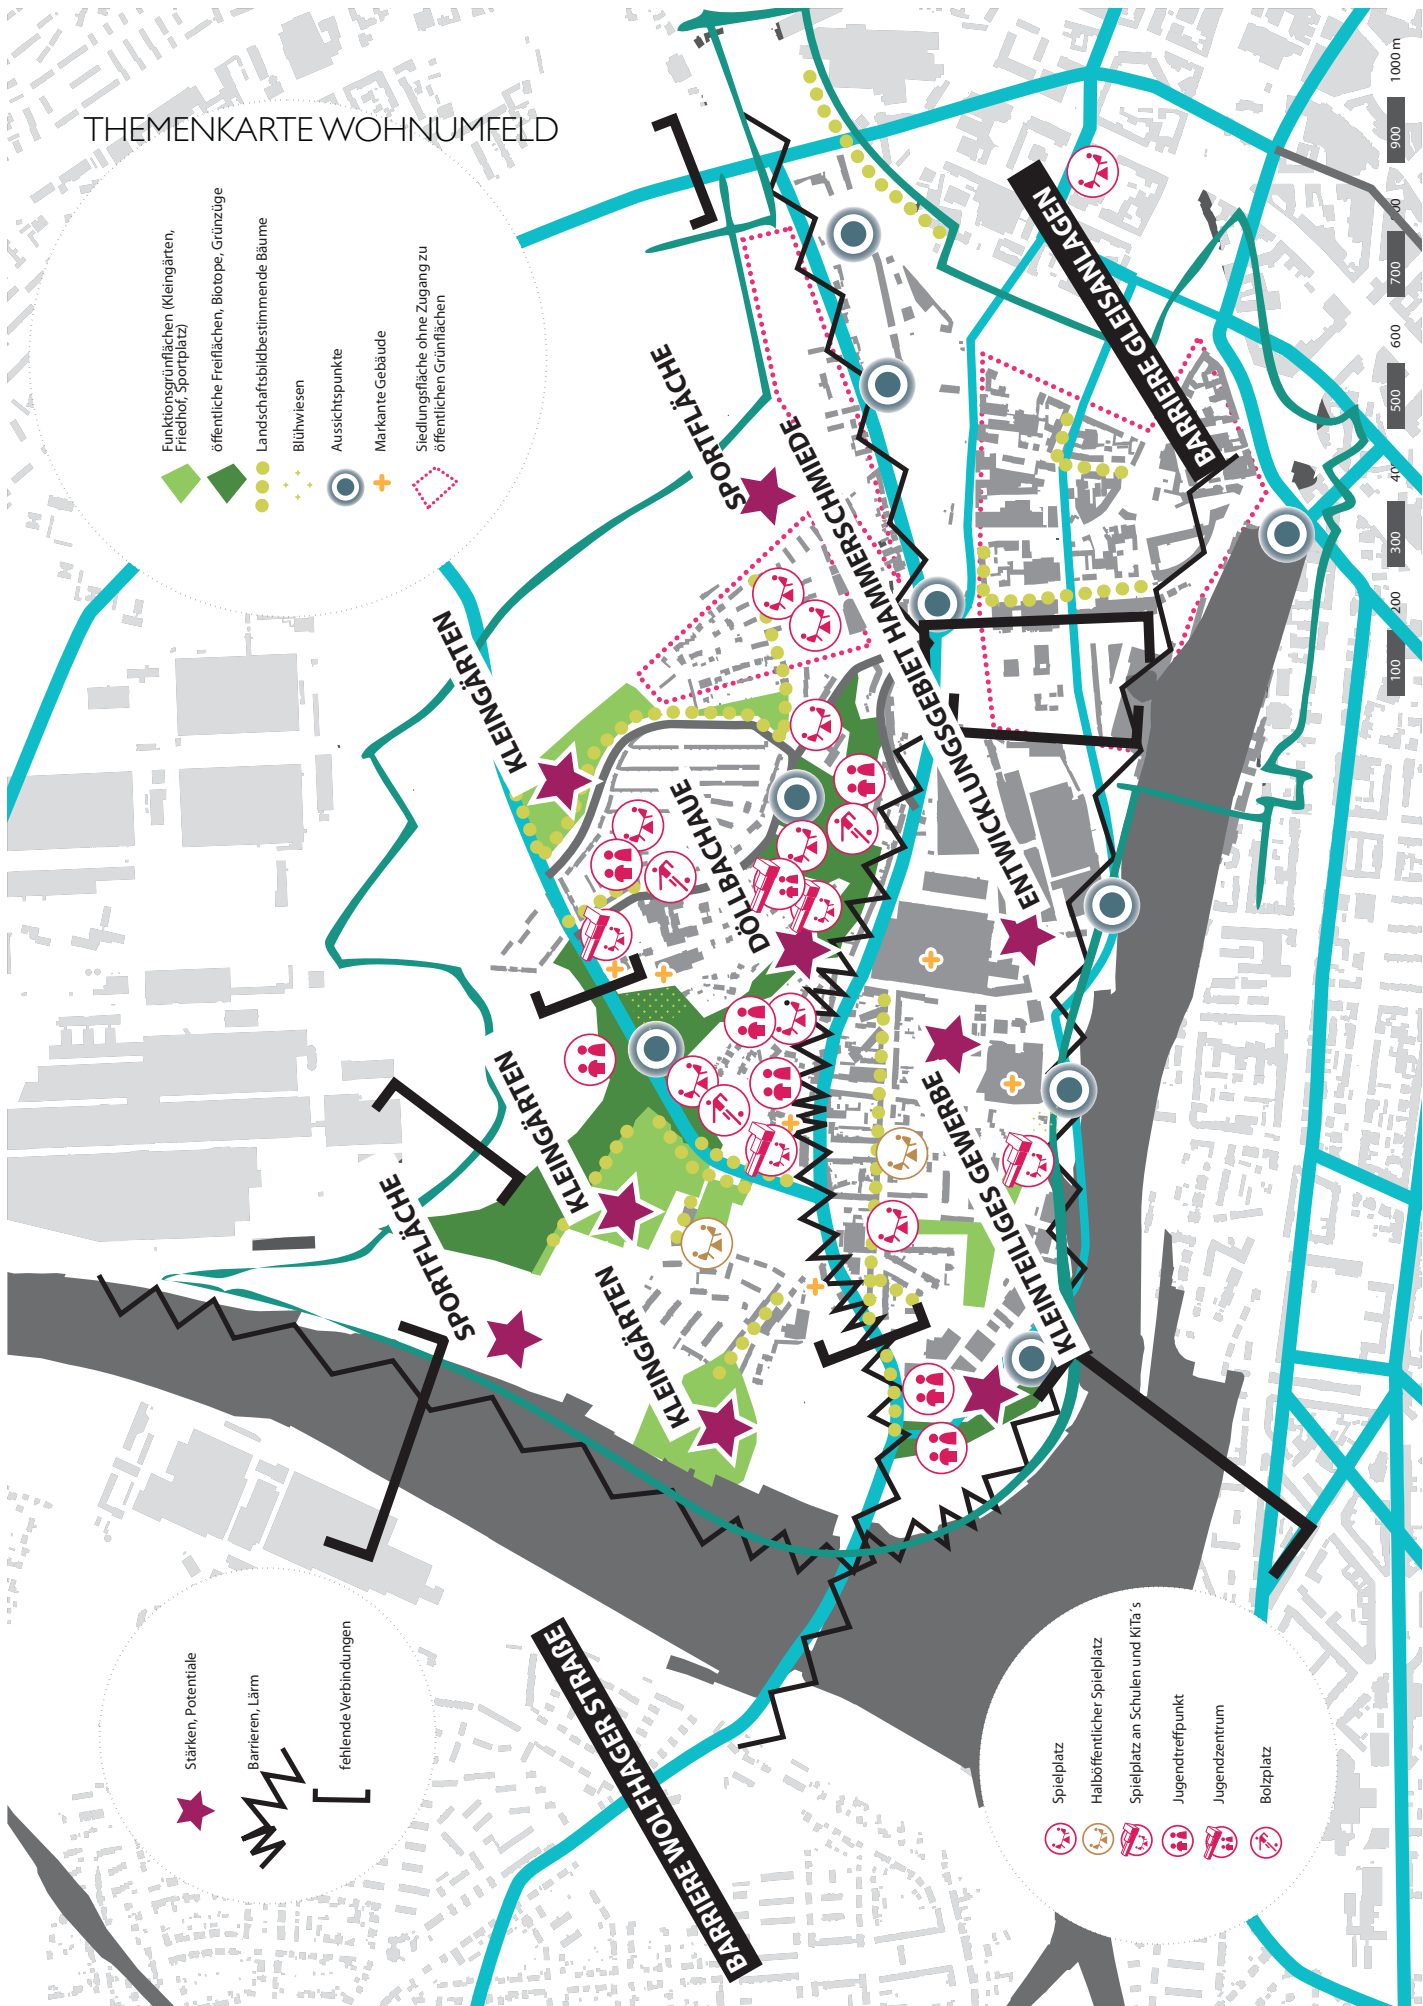 THEMENKARTE WOHNUMFELD
Funktionsgrünflächen (Kleingärten,
Friedhof, Sportplatz)
öffentliche Freiflächen, Biotope, Grünzüge
Landschaftsbildbestimmende Bäume
Blühwiesen
Aussichtspunkte
Markante Gebäude
Siedlungsfläche ohne Zugang zu
öffentlichen Grünflächen
Stärken, Potentiale
Barrieren, Lärm
fehlende Verbindungen
SPORTFLÄCHE
KLEINGÄRTEN
KLEINGÄRTEN
SPORTFLÄCHE
KLEINGÄRTEN
DÖLLBACHAUE
ENTWICKLUNGSGEBIET HAMMERSCHMIEDE
KLEINTEILIGES GEWERBE
BARRIERE GLEISANLAGEN
BARRIERE WOLFHAGER STRAßE
Spielplatz
Halböffentlicher Spielplatz
Spielplatz an Schulen und KiTa´s
Jugendtreffpunkt
Jugendzentrum
Bolzplatz
100
200
300
40
500
600
700
00
900
1000 m